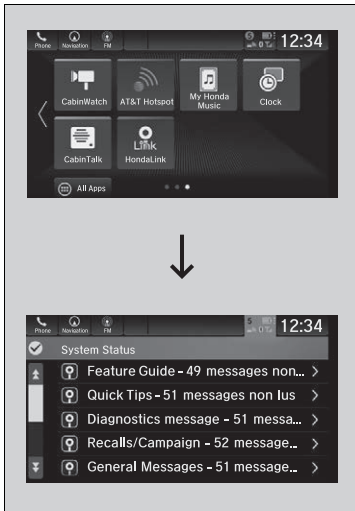 Phone
Navigation
FM
12:34
CabinWatch
AT&T Hotspot
My Honda
Music
Clock
CabinTalk
Link
HondaLink
All Apps
Phone
Navigation
FM
12:34
System Status
Feature Guide – 49 messages non...
Quick Tips – 51 messages non lus
Diagnostics message – 51 messa...
Recalls/Campaign – 52 message...
General Messages – 51 message...